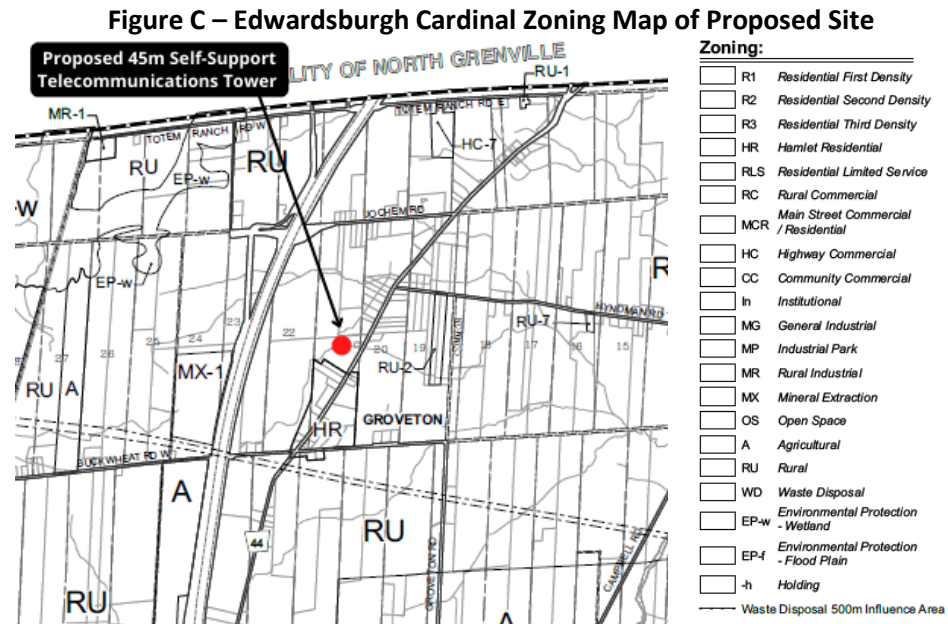 Figure C – Edwardsburgh Cardinal Zoning Map of Proposed Site
Proposed 45m Self-Support
Telecommunications Tower
LITY OF NORTH GRENVILLE
RU-1
MR-1
TOTEM RANCH RD W
TOTEM RANCH RD E
HC-7
RU
RU
EP-w
-W
JOCHEM RD
EP-w
R
HYNDMAN RD
RU-7
27
26
25
24
23
22
20
19
18
17
16
15
MX-1
RU-2
RU
A
GROVETON
HR
BUCKWHEAT RD W
A
RU
44
GROVETON RD
CAMPBELL RD
RU
A
Zoning:
R1 Residential First Density
R2 Residential Second Density
R3 Residential Third Density
HR Hamlet Residential
RLS Residential Limited Service
RC Rural Commercial
MCR Main Street Commercial
/ Residential
HC Highway Commercial
CC Community Commercial
In Institutional
MG General Industrial
MP Industrial Park
MR Rural Industrial
MX Mineral Extraction
OS Open Space
A Agricultural
RU Rural
WD Waste Disposal
EP-w Environmental Protection
- Wetland
EP-f Environmental Protection
- Flood Plain
-h Holding
Waste Disposal 500m Influence Area